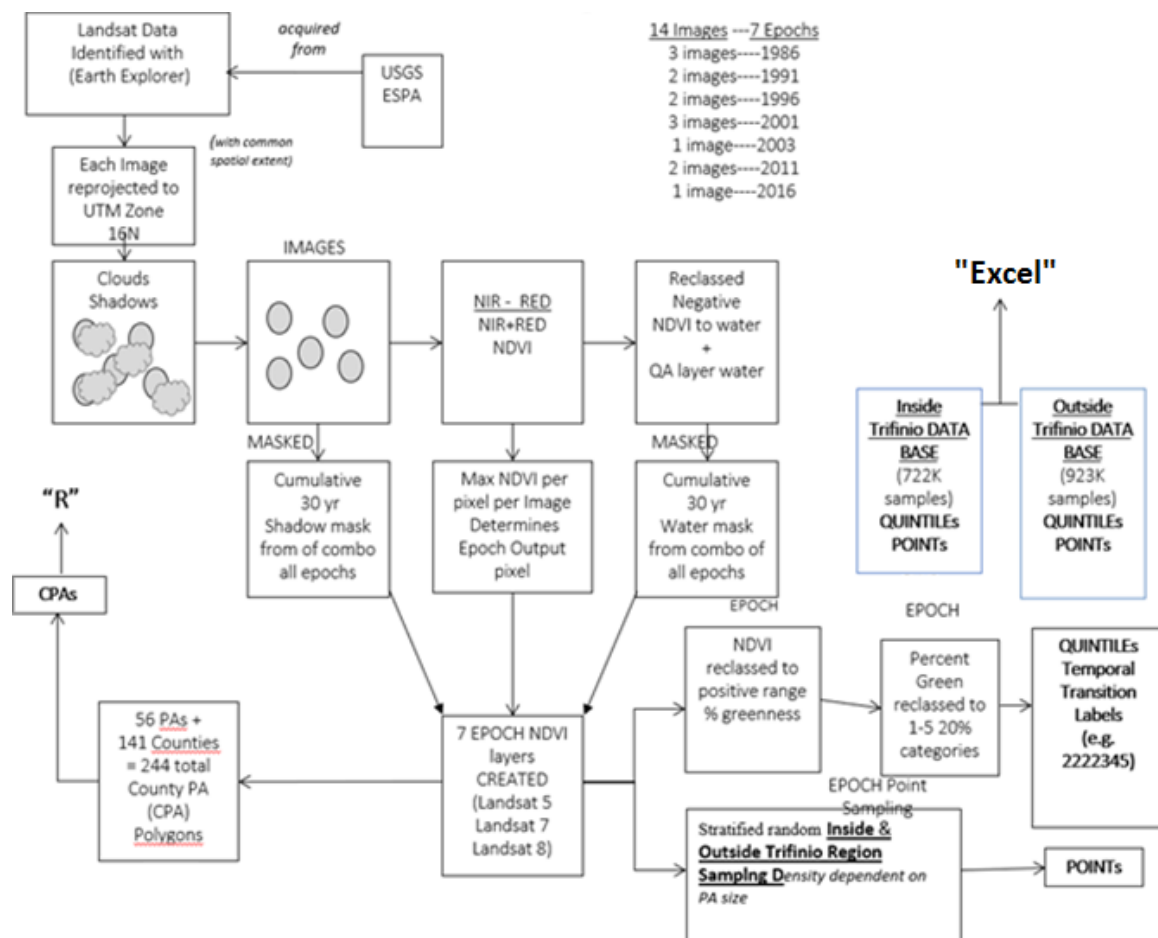 Landsat Data
Identified with
(Earth Explorer)
acquired
from
USGS
ESPA
14 Images ---7 Epochs
3 images----1986
2 images----1991
2 images----1996
3 images----2001
1 image----2003
2 images----2011
1 image----2016
(with common
spatial extent)
Each Image
reprojected to
UTM Zone
16N
Clouds
Shadows
IMAGES
NIR - RED
NIR+RED
NDVI
Reclassed
Negative
NDVI to water
+
QA layer water
"Excel"
Inside
Trifinio DATA
BASE
(722K
samples)
QUINTILEs
POINTs
Outside
Trifinio DATA
BASE
(923K
samples)
QUINTILEs
POINTs
MASKED
Cumulative
30 yr
Shadow mask
from of combo
all epochs
Max NDVI per
pixel per Image
Determines
Epoch Output
pixel
MASKED
Cumulative
30 yr
Water mask
from combo of
all epochs
“R”
CPAs
56 PAs +
141 Counties
= 244 total
County PA
(CPA)
Polygons
7 EPOCH NDVI
layers
CREATED
(Landsat 5
Landsat 7
Landsat 8)
EPOCH
NDVI
reclassed to
positive range
% greenness
EPOCH
Percent
Green
reclassed to
1-5 20%
categories
QUINTILEs
Temporal
Transition
Labels
(e.g.
2222345)
EPOCH Point
Sampling
Stratified random Inside &
Outside Trifinio Region
Samplng Density dependent on
PA size
POINTs